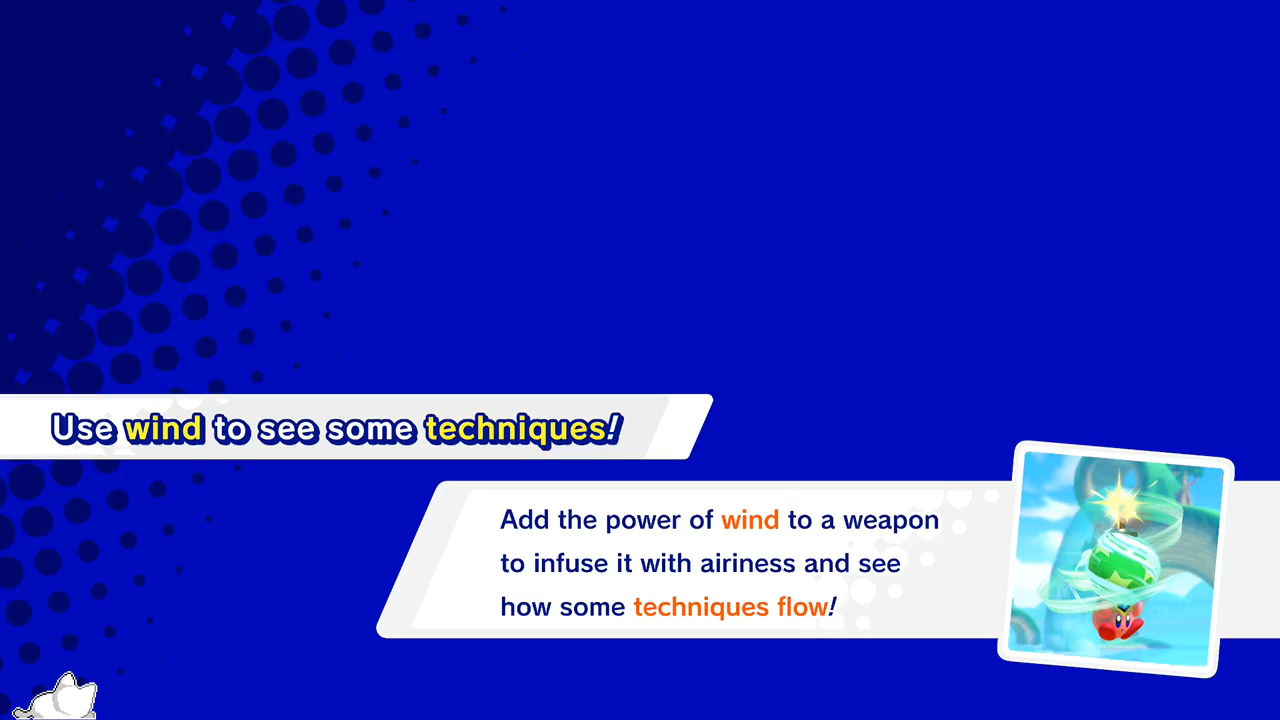 Use wind to see some techniques!
Add the power of wind to a weapon
to infuse it with airiness and see
how some techniques flow!